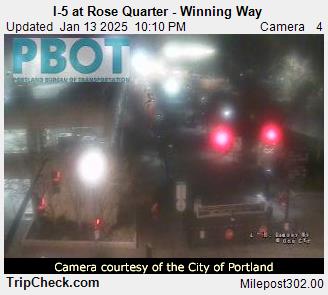 I-5 at Rose Quarter - Winning Way
Updated Jan 13 2025 10:10 PM Camera 4
PBOT
PORTLAND BUREAU OF TRANSPORTATION
Camera courtesy of the City of Portland
TripCheck.com Milepost302.00